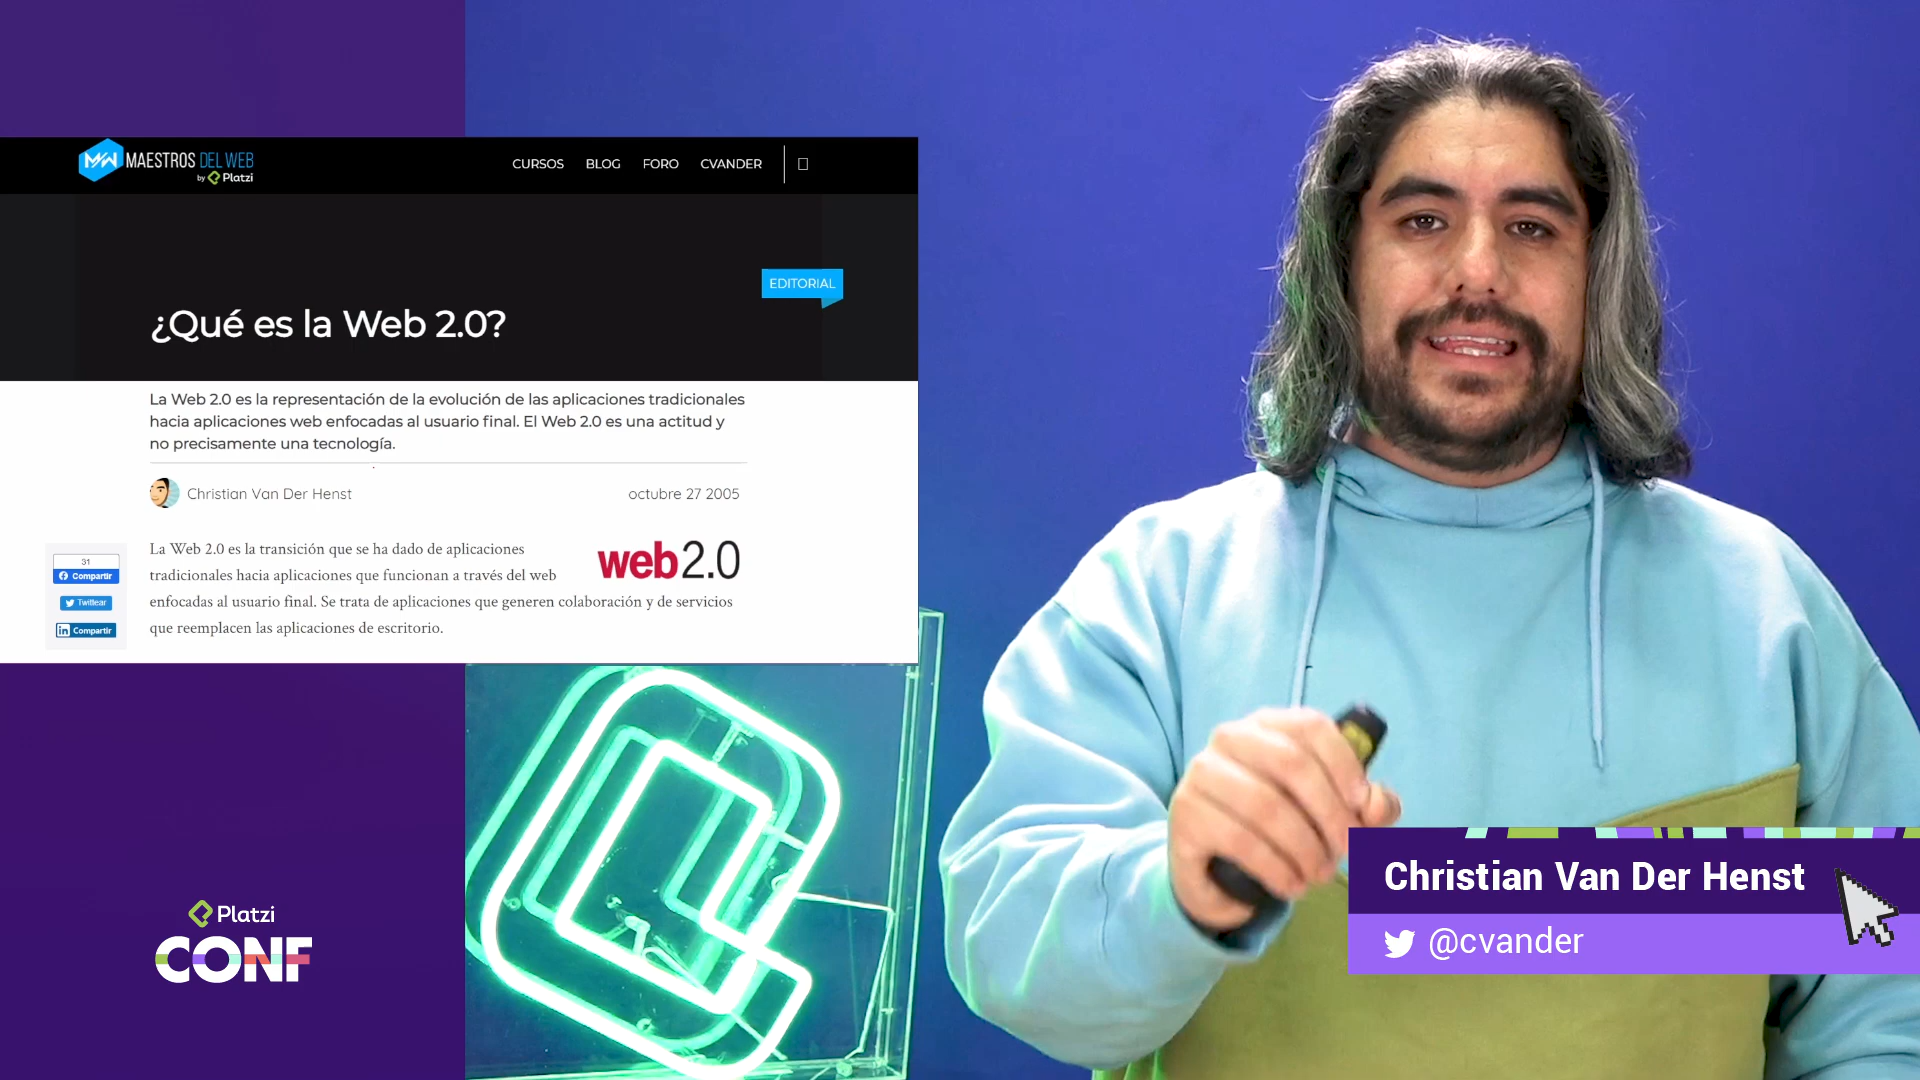 MAESTROS DEL WEB
by Platzi
CURSOS BLOG FORO CVANDER
EDITORIAL
¿Qué es la Web 2.0?
La Web 2.0 es la representación de la evolución de las aplicaciones tradicionales
hacia aplicaciones web enfocadas al usuario final. El Web 2.0 es una actitud y
no precisamente una tecnología.
Christian Van Der Henst
octubre 27 2005
La Web 2.0 es la transición que se ha dado de aplicaciones
tradicionales hacia aplicaciones que funcionan a través del web
enfocadas al usuario final. Se trata de aplicaciones que generen colaboración y de servicios
que reemplacen las aplicaciones de escritorio.
web2.0
31
Compartir
Twittear
in Compartir
Platzi
CONF
Christian Van Der Henst
@cvander